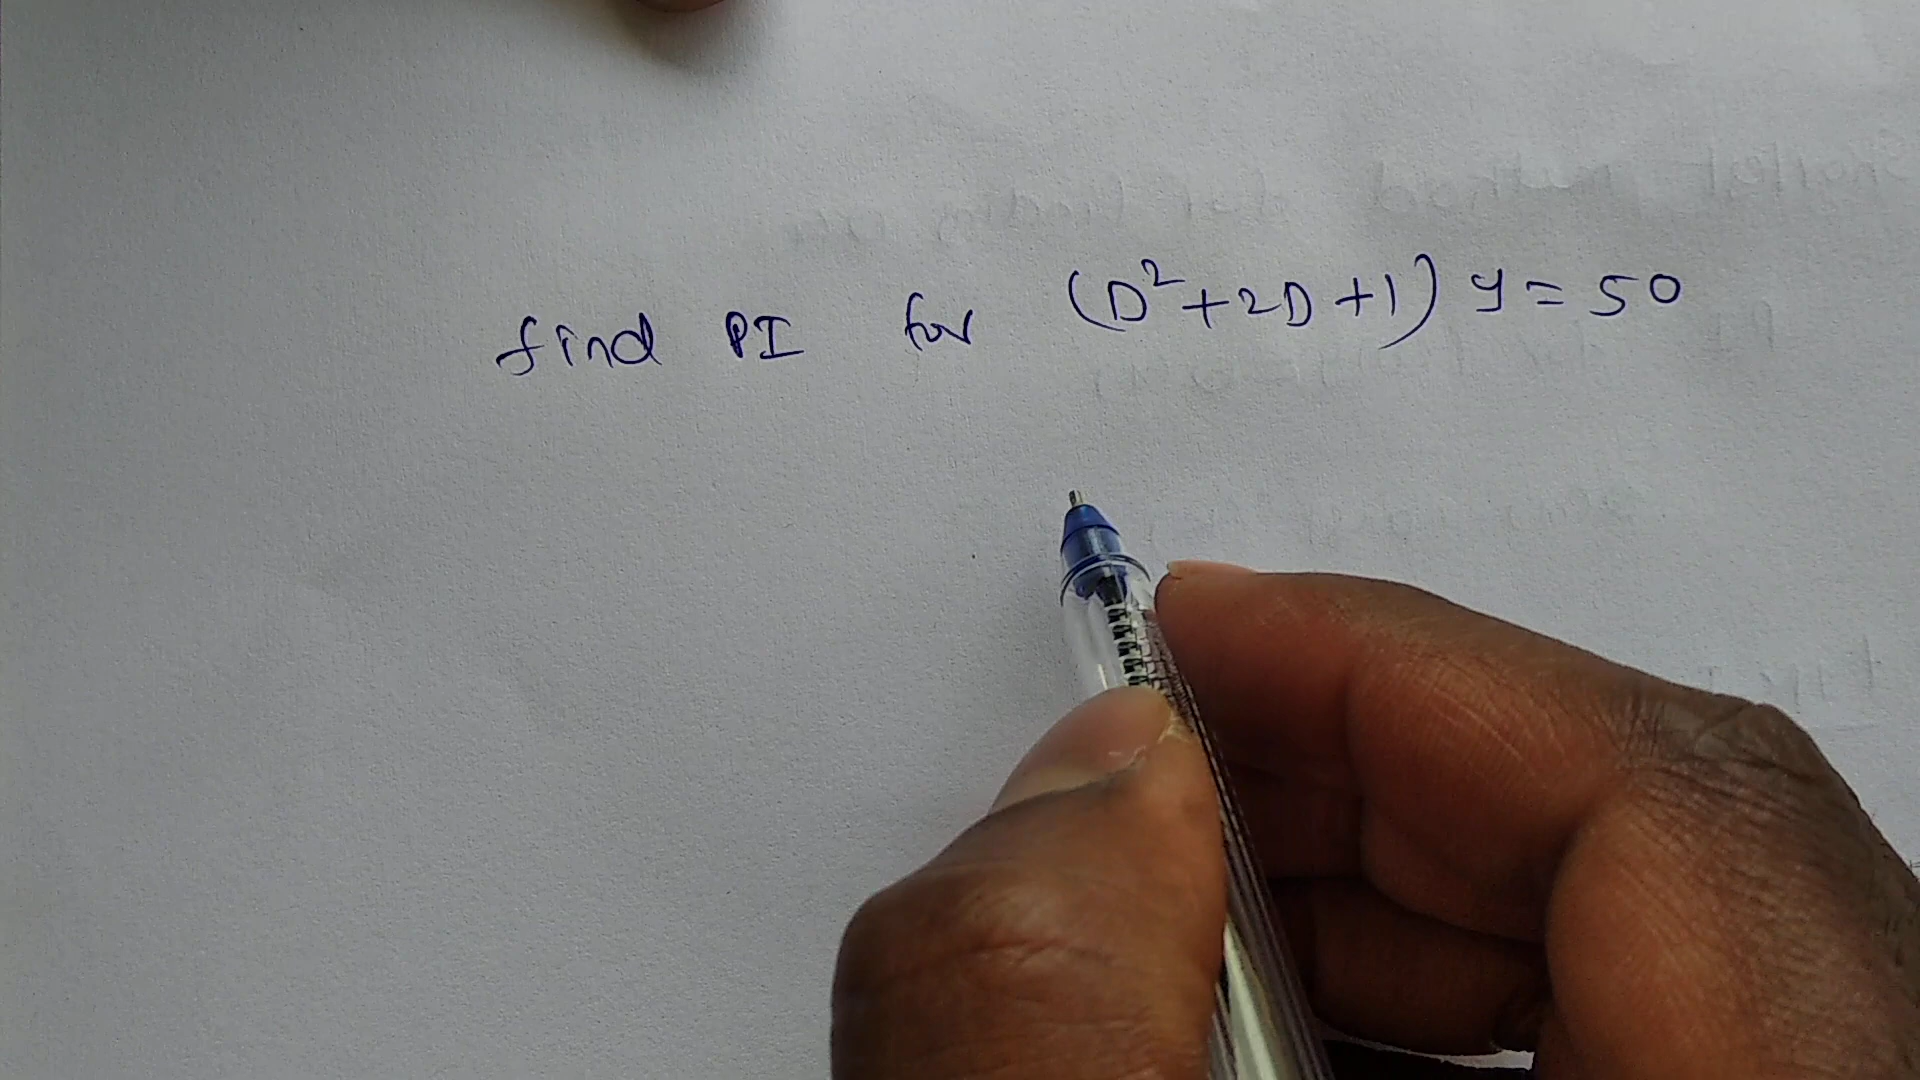 find PI for (D²+2D+1) y = 50